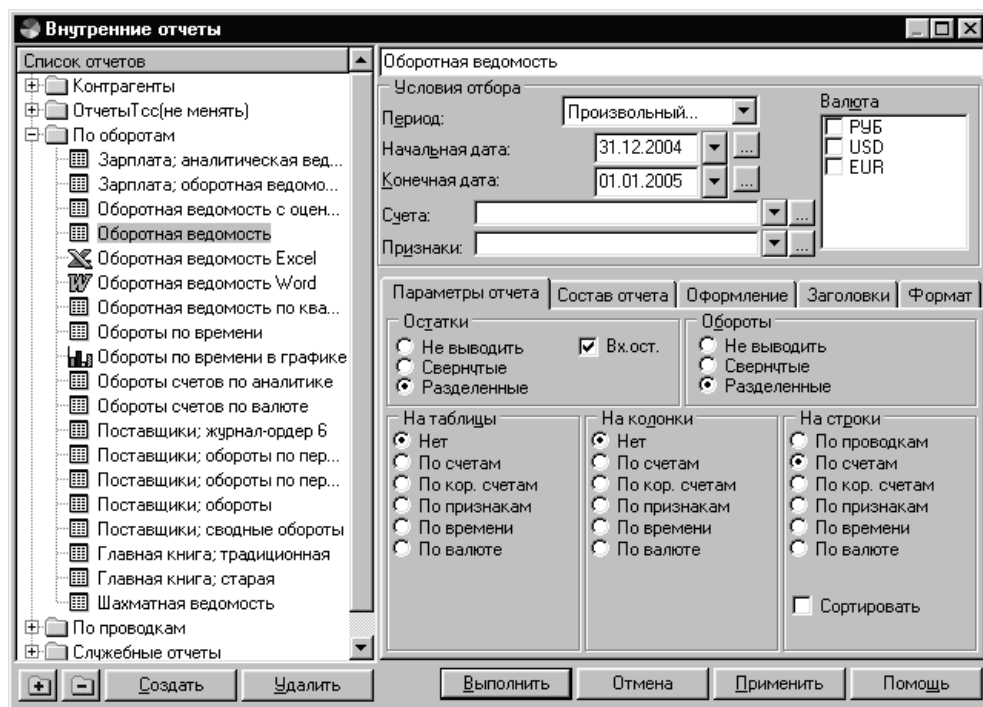 Внутренние отчеты
Список отчетов
Контрагенты
ОтчетыТсс(не менять)
По оборотам
Зарплата; аналитическая вед...
Зарплата; оборотная ведомо...
Оборотная ведомость с оцен...
Оборотная ведомость
Оборотная ведомость Excel
Оборотная ведомость Word
Оборотная ведомость по ква...
Обороты по времени
Обороты по времени в графике
Обороты счетов по аналитике
Обороты счетов по валюте
Поставщики; журнал-ордер 6
Поставщики; обороты по пер...
Поставщики; обороты по пер...
Поставщики; обороты
Поставщики; сводные обороты
Главная книга; традиционная
Главная книга; старая
Шахматная ведомость
По проводкам
Служебные отчеты
Создать
Удалить
Оборотная ведомость
Условия отбора
Период: Произвольный...
Начальная дата: 31.12.2004 ...
Конечная дата: 01.01.2005 ...
Счета: ...
Признаки: ...
Валюта
РУБ
USD
EUR
Параметры отчета Состав отчета Оформление Заголовки Формат
Остатки
Не выводить
Свернутые
Разделенные
Вх.ост.
Обороты
Не выводить
Свернутые
Разделенные
На таблицы
Нет
По счетам
По кор. счетам
По признакам
По времени
По валюте
На колонки
Нет
По счетам
По кор. счетам
По признакам
По времени
По валюте
На строки
По проводкам
По счетам
По кор. счетам
По признакам
По времени
По валюте
Сортировать
Выполнить
Отмена
Применить
Помощь